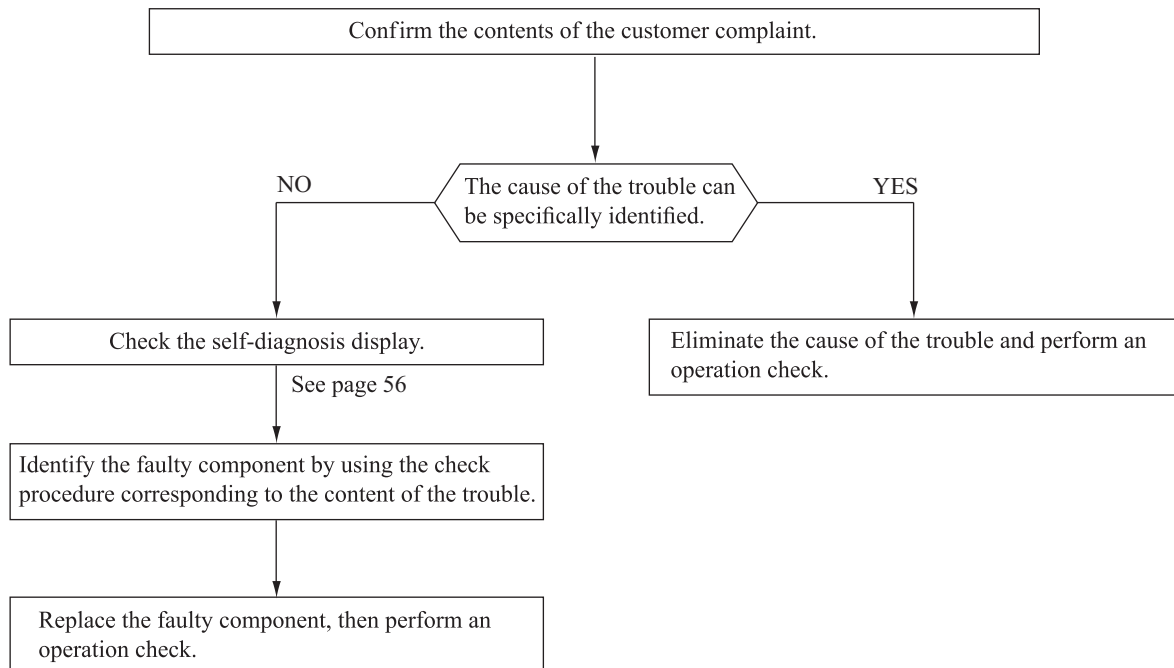 Confirm the contents of the customer complaint.
NO
The cause of the trouble can
be specifically identified.
YES
Check the self-diagnosis display.
See page 56
Eliminate the cause of the trouble and perform an
operation check.
Identify the faulty component by using the check
procedure corresponding to the content of the trouble.
Replace the faulty component, then perform an
operation check.